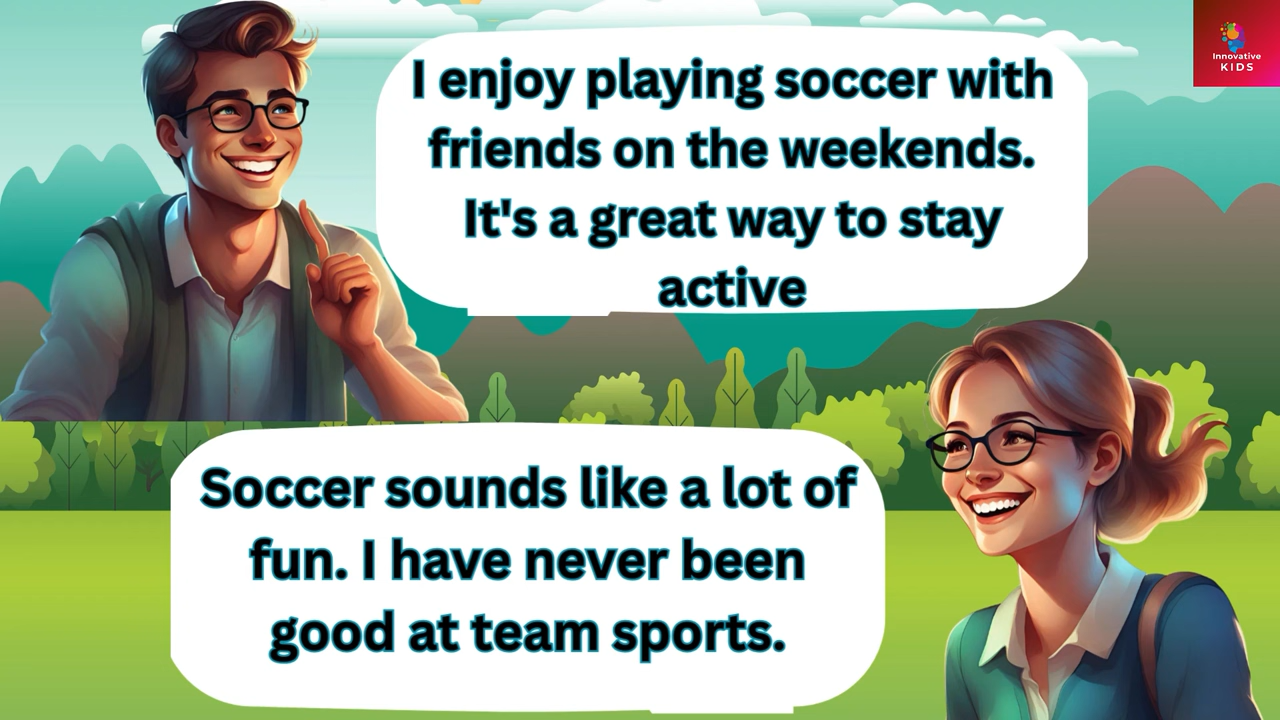 Innovative
KIDS
I enjoy playing soccer with
friends on the weekends.
It's a great way to stay
active
Soccer sounds like a lot of
fun. I have never been
good at team sports.